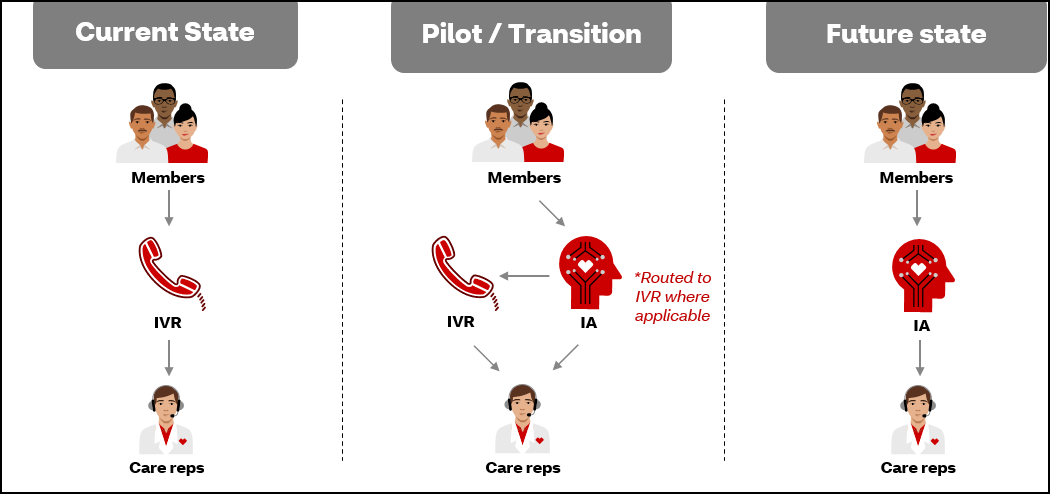 Current State
Pilot / Transition
Future state
Members
Members
Members
IVR
IVR
IA
*Routed to
IVR where
applicable
IA
Care reps
Care reps
Care reps